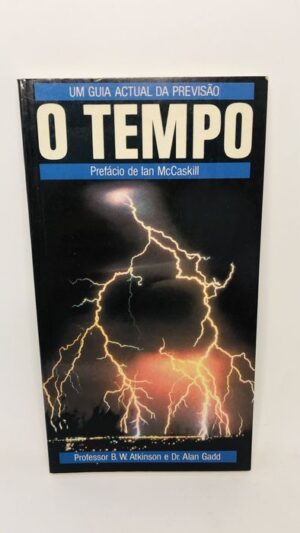 UM GUIA ACTUAL DA PREVISÃO
O TEMPO
Prefácio de Ian McCaskill
Professor B. W. Atkinson e Dr. Alan Gadd